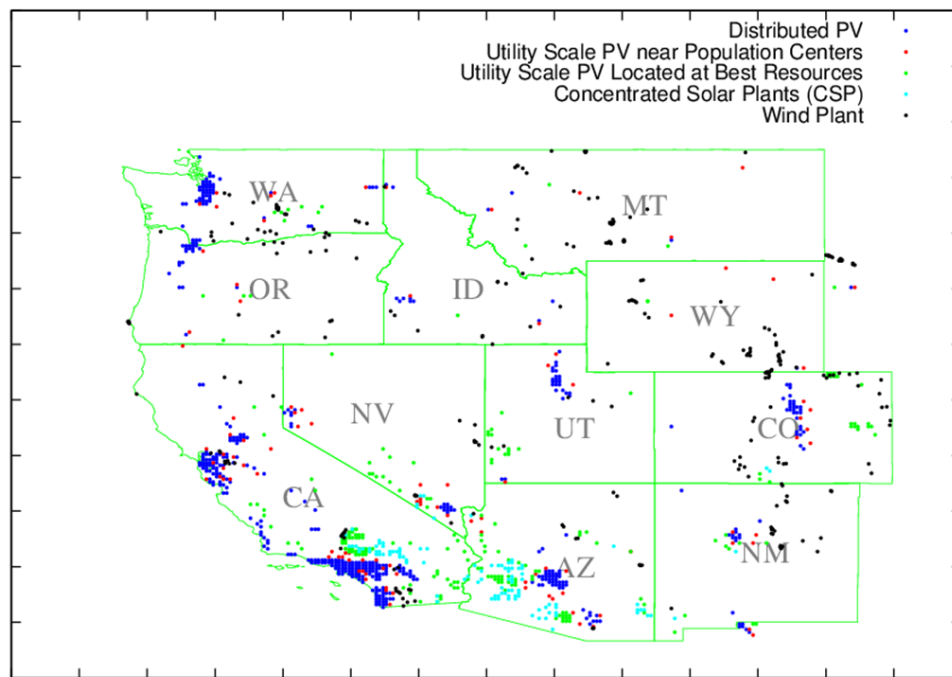 Distributed PV
Utility Scale PV near Population Centers
Utility Scale PV Located at Best Resources
Concentrated Solar Plants (CSP)
Wind Plant
WA
MT
OR
ID
WY
NV
UT
CO
CA
AZ
NM